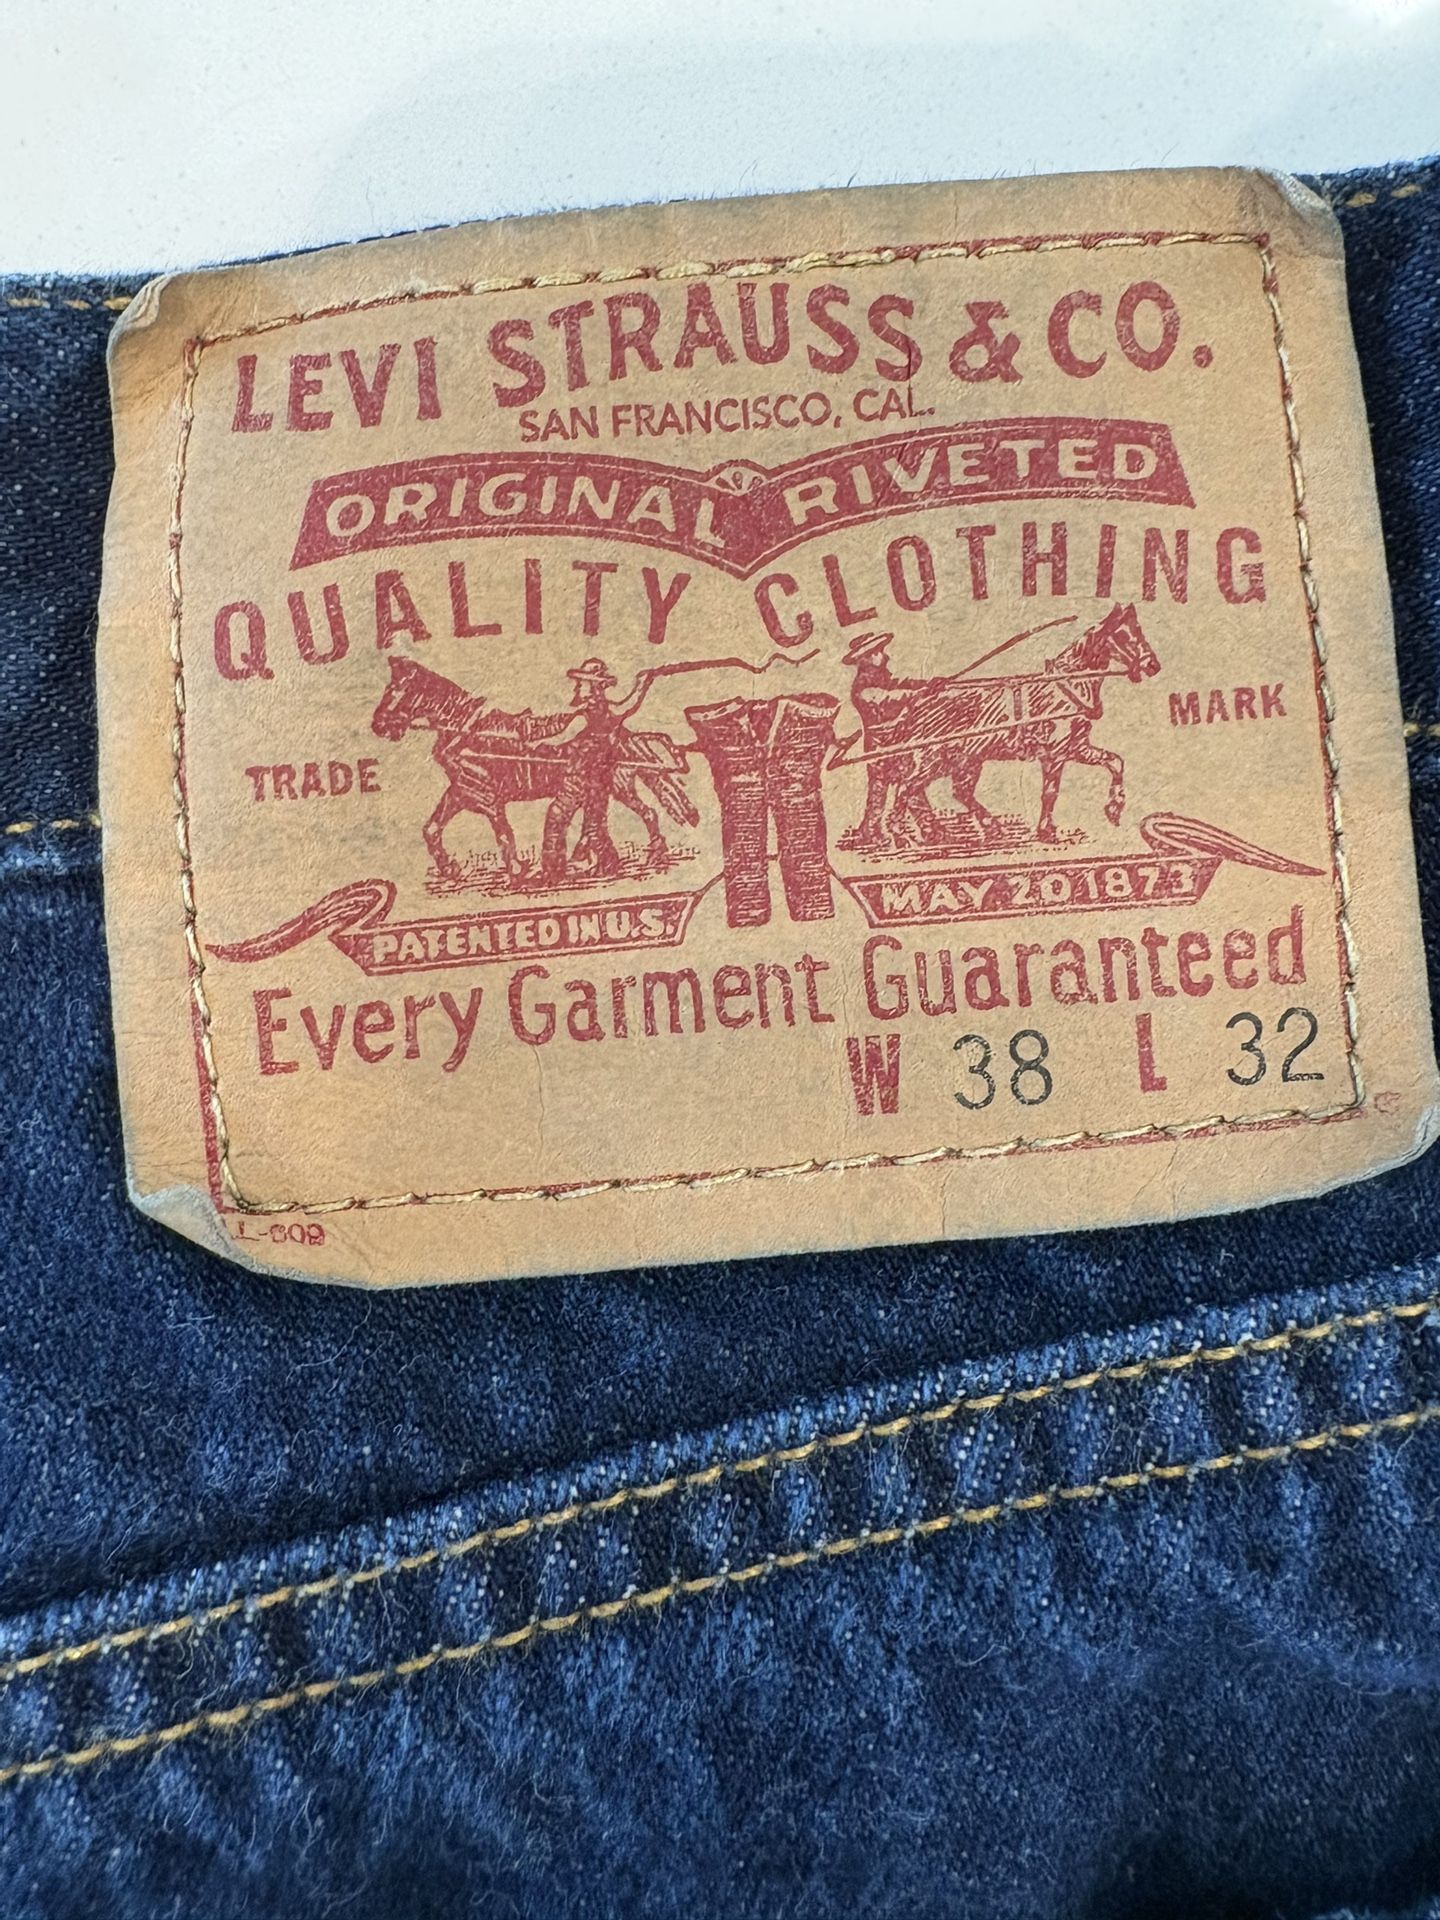 LEVI STRAUSS & CO.
SAN FRANCISCO, CAL.
ORIGINAL RIVETED
QUALITY CLOTHING
TRADE MARK
PATENTED IN U.S. MAY 20 1873
Every Garment Guaranteed
W 38 L 32